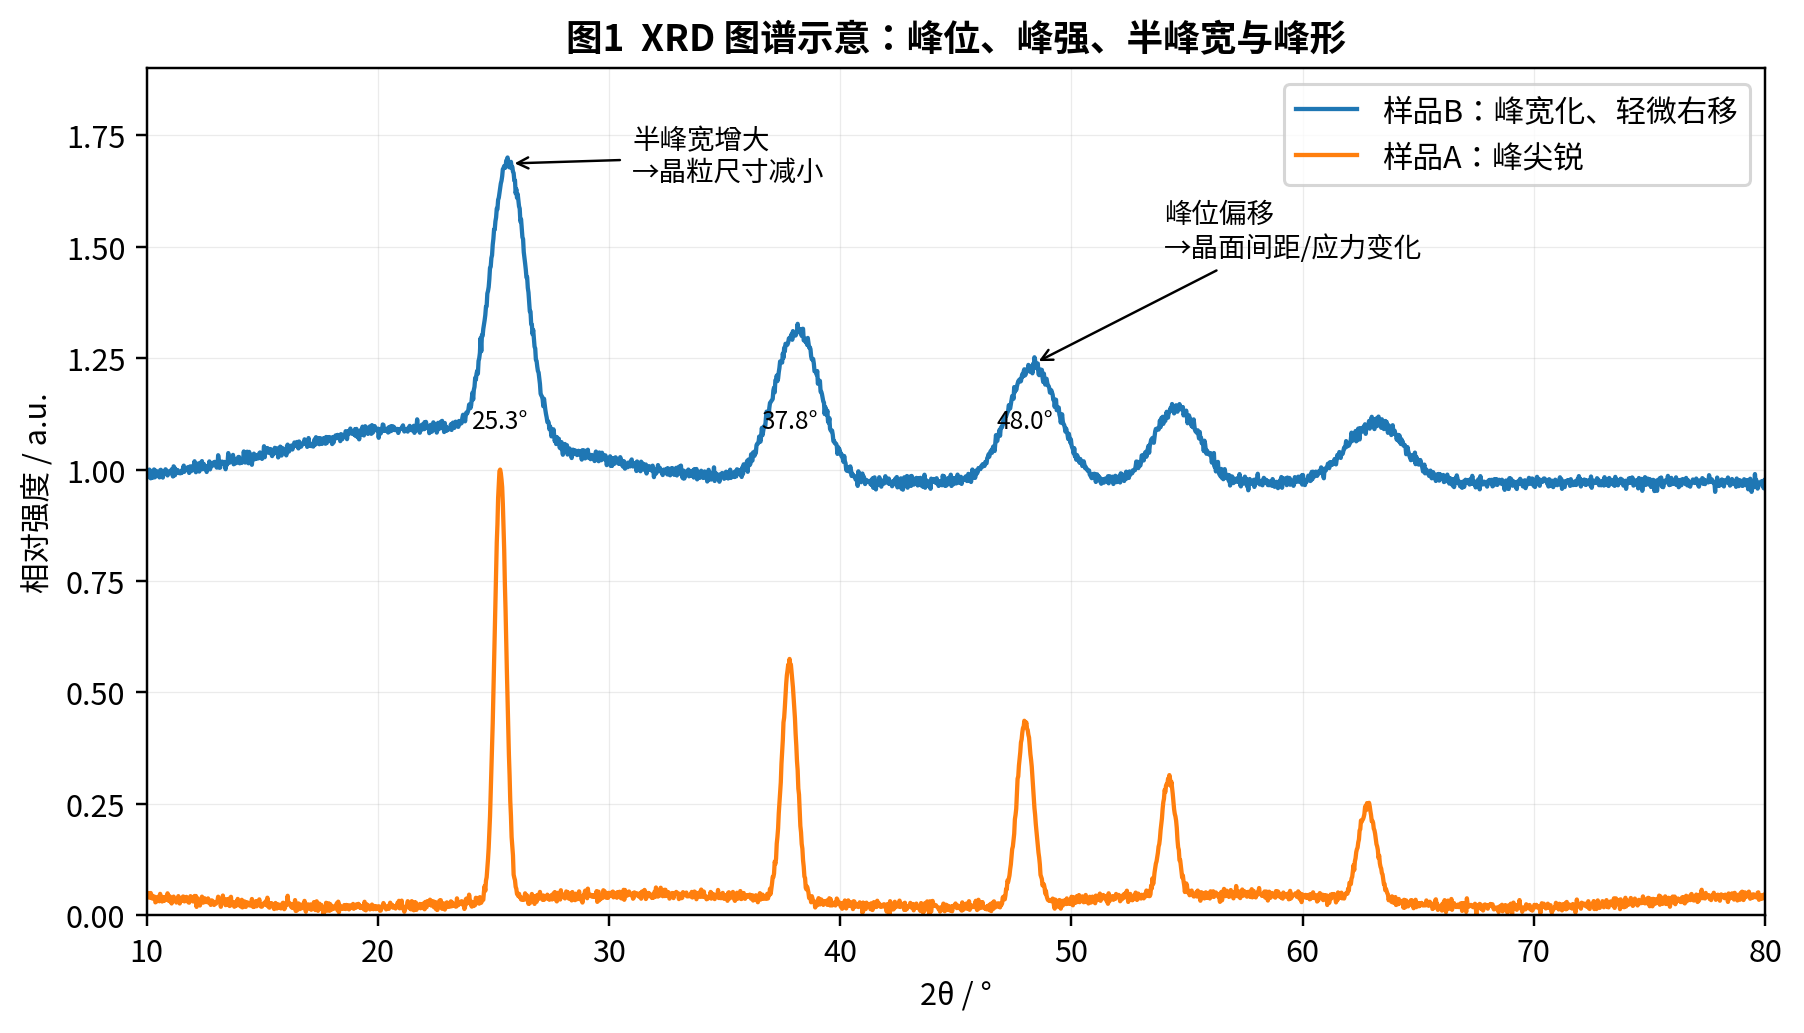 图1  XRD 图谱示意：峰位、峰强、半峰宽与峰形
样品B：峰宽化、轻微右移
样品A：峰尖锐
半峰宽增大
→晶粒尺寸减小
峰位偏移
→晶面间距/应力变化
25.3°
37.8°
48.0°
相对强度 / a.u.
1.75
1.50
1.25
1.00
0.75
0.50
0.25
0.00
10
20
30
40
50
60
70
80
2θ / °